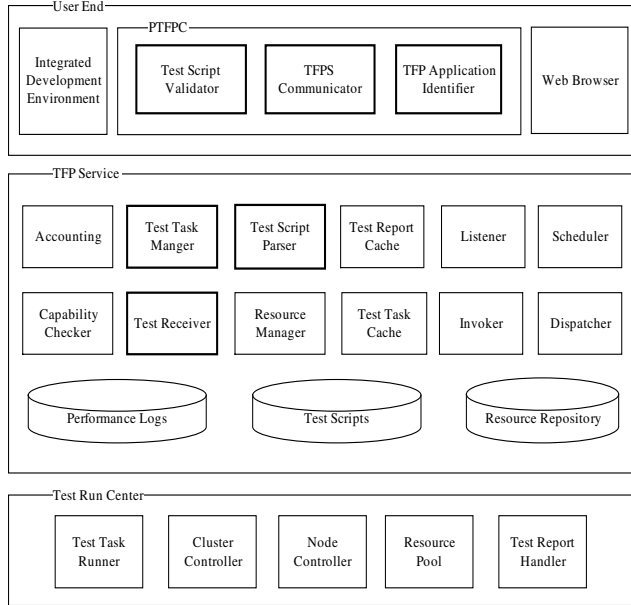 User End
PTFPC
Integrated
Development
Environment
Test Script
Validator
TFPS
Communicator
TFP Application
Identifier
Web Browser
TFP Service
Accounting
Test Task
Manger
Test Script
Parser
Test Report
Cache
Listener
Scheduler
Capability
Checker
Test Receiver
Resource
Manager
Test Task
Cache
Invoker
Dispatcher
Performance Logs
Test Scripts
Resource Repository
Test Run Center
Test Task
Runner
Cluster
Controller
Node
Controller
Resource
Pool
Test Report
Handler